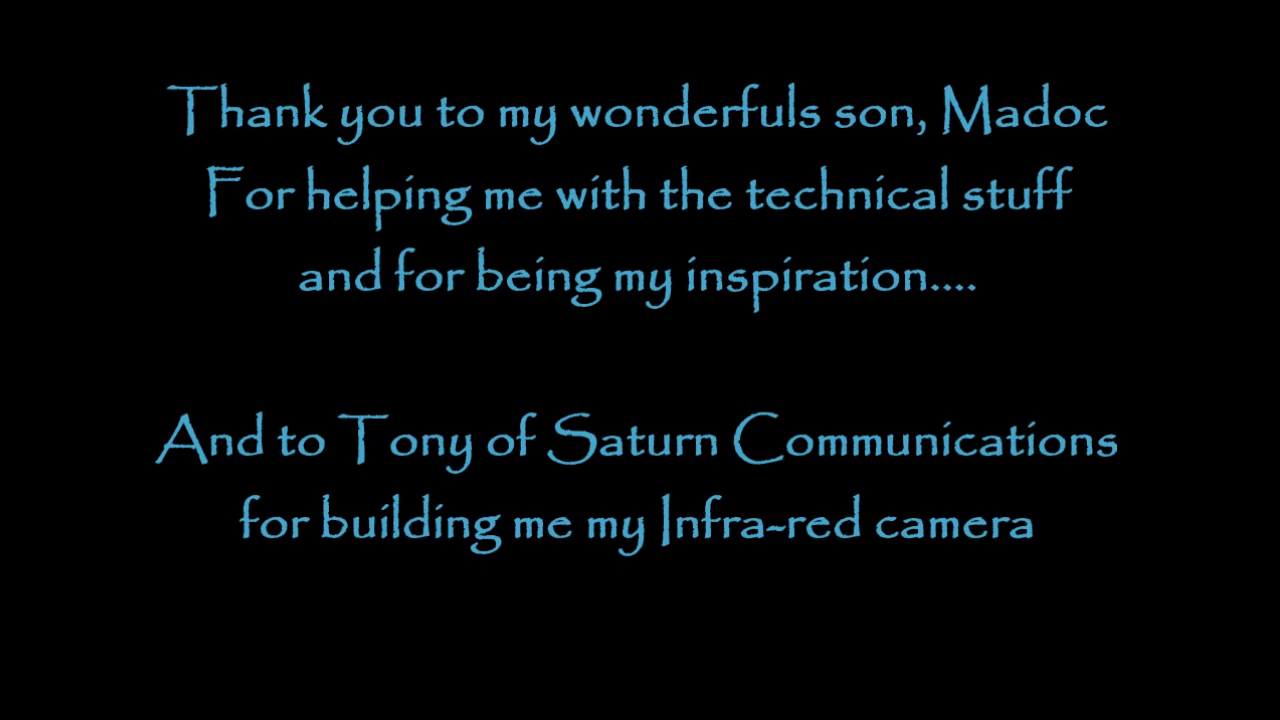 Thank you to my wonderfuls son, Madoc
For helping me with the technical stuff
and for being my inspiration....
And to Tony of Saturn Communications
for building me my Infra-red camera